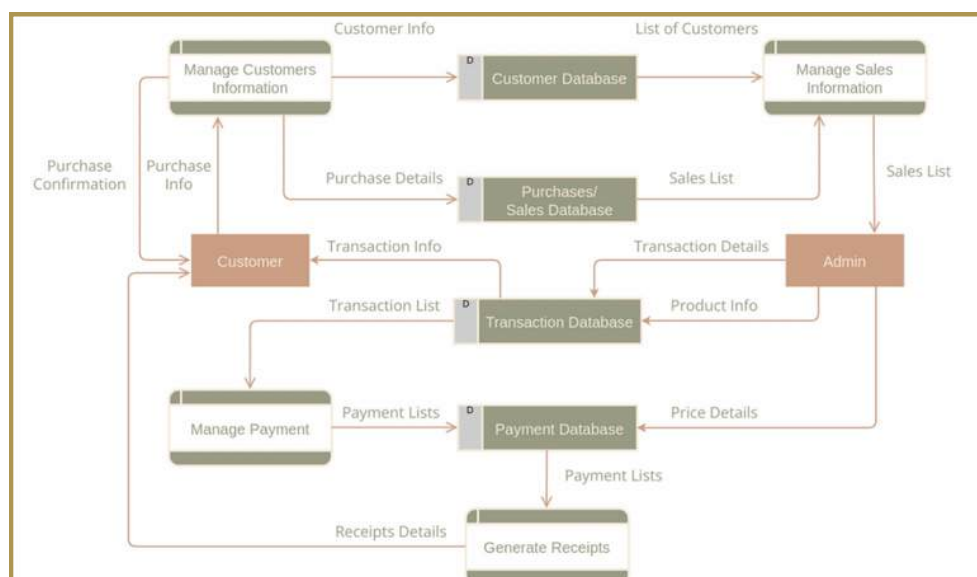 Customer Info
List of Customers
Manage Customers
Information
D
Customer Database
Manage Sales
Information
Purchase
Confirmation
Purchase
Info
Purchase Details
D
Purchases/
Sales Database
Sales List
Sales List
Customer
Transaction Info
Transaction Details
Admin
Transaction List
D
Transaction Database
Product Info
Manage Payment
Payment Lists
D
Payment Database
Price Details
Payment Lists
Receipts Details
Generate Receipts